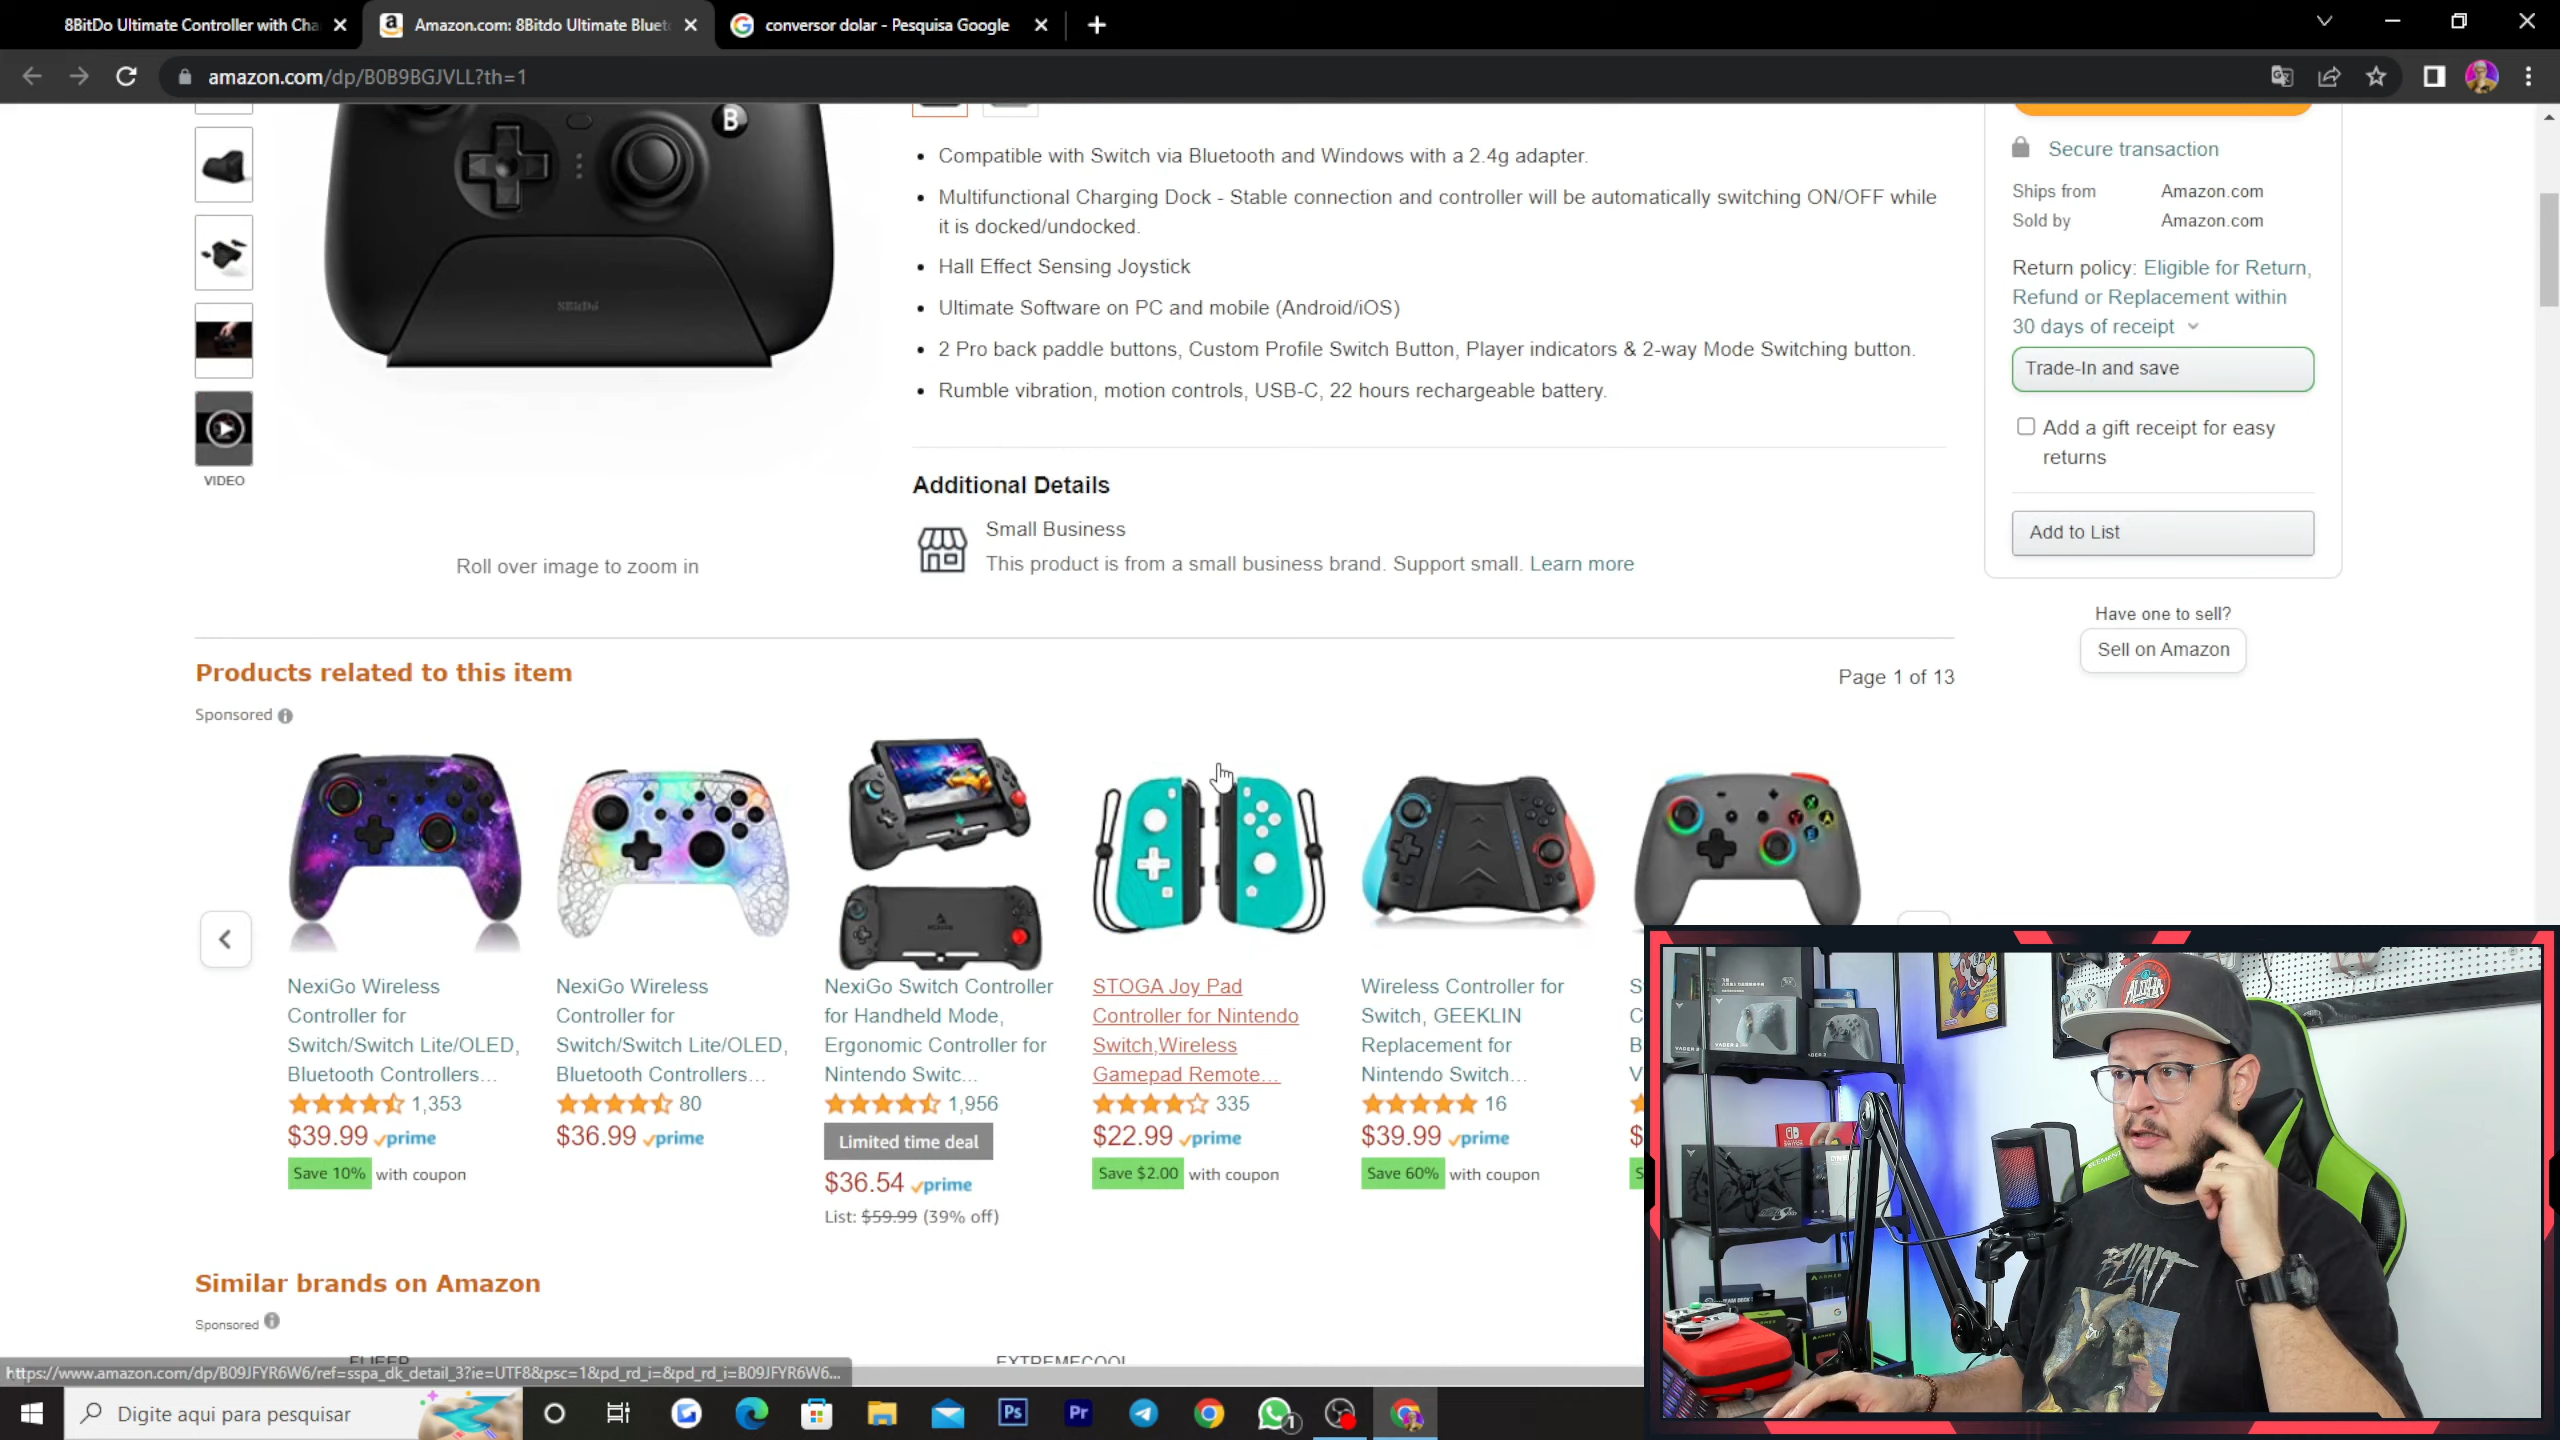 8BitDo Ultimate Controller with Cha
Amazon.com: 8Bitdo Ultimate Bluet
conversor dolar - Pesquisa Google
amazon.com/dp/B0B9BGJVLL?th=1
B
8BitDo
VIDEO
Roll over image to zoom in
Compatible with Switch via Bluetooth and Windows with a 2.4g adapter.
Multifunctional Charging Dock - Stable connection and controller will be automatically switching ON/OFF while
it is docked/undocked.
Hall Effect Sensing Joystick
Ultimate Software on PC and mobile (Android/iOS)
2 Pro back paddle buttons, Custom Profile Switch Button, Player indicators & 2-way Mode Switching button.
Rumble vibration, motion controls, USB-C, 22 hours rechargeable battery.
Additional Details
Small Business
This product is from a small business brand. Support small. Learn more
Secure transaction
Ships from Amazon.com
Sold by Amazon.com
Return policy: Eligible for Return,
Refund or Replacement within
30 days of receipt
Trade-In and save
Add a gift receipt for easy
returns
Add to List
Have one to sell?
Sell on Amazon
Products related to this item
Page 1 of 13
Sponsored
NexiGo Wireless
Controller for
Switch/Switch Lite/OLED,
Bluetooth Controllers...
1,353
$39.99 prime
Save 10% with coupon
NexiGo Wireless
Controller for
Switch/Switch Lite/OLED,
Bluetooth Controllers...
80
$36.99 prime
NexiGo Switch Controller
for Handheld Mode,
Ergonomic Controller for
Nintendo Switc...
1,956
Limited time deal
$36.54 prime
List: $59.99 (39% off)
STOGA Joy Pad
Controller for Nintendo
Switch,Wireless
Gamepad Remote...
335
$22.99 prime
Save $2.00 with coupon
Wireless Controller for
Switch, GEEKLIN
Replacement for
Nintendo Switch...
16
$39.99 prime
Save 60% with coupon
S
C
B
V
$
S
Similar brands on Amazon
Sponsored
EXTREMECOOL
https://www.amazon.com/dp/B09JFYR6W6/ref=sspa_dk_detail_3?ie=UTF8&psc=1&pd_rd_i=&pd_rd_i=B09JFYR6W6...
Digite aqui para pesquisar
Ps
Pr
1
ALOHA